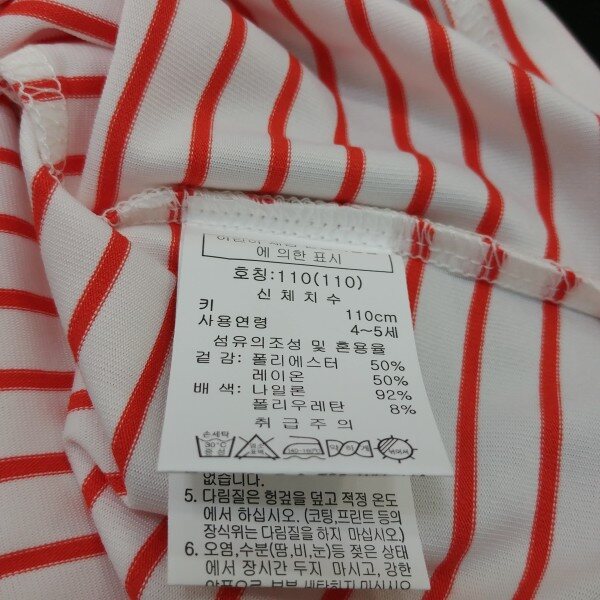 에 의한 표시
호칭:110(110)
신 체 치 수
키 110cm
사용연령 4~5세
섬유의조성 및 혼용율
겉 감: 폴리에스터 50%
레이온 50%
배 색: 나일론 92%
폴리우레탄 8%
취 급 주 의
손세탁
30℃
중성
없습니다.
5. 다림질은 헝겊을 덮고 적정 온도
에서 하십시오. (코팅,프린트 등의
장식위는 다림질을 하지 마십시오)
6. 오염,수분(땀,비,눈)등 젖은 상태
에서 장시간 두지 마시고, 강한